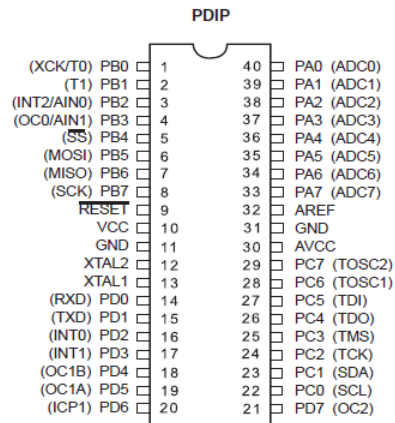 PDIP
(XCK/T0) PB0 1 40 PA0 (ADC0)
(T1) PB1 2 39 PA1 (ADC1)
(INT2/AIN0) PB2 3 38 PA2 (ADC2)
(OC0/AIN1) PB3 4 37 PA3 (ADC3)
(SS) PB4 5 36 PA4 (ADC4)
(MOSI) PB5 6 35 PA5 (ADC5)
(MISO) PB6 7 34 PA6 (ADC6)
(SCK) PB7 8 33 PA7 (ADC7)
RESET 9 32 AREF
VCC 10 31 GND
GND 11 30 AVCC
XTAL2 12 29 PC7 (TOSC2)
XTAL1 13 28 PC6 (TOSC1)
(RXD) PD0 14 27 PC5 (TDI)
(TXD) PD1 15 26 PC4 (TDO)
(INT0) PD2 16 25 PC3 (TMS)
(INT1) PD3 17 24 PC2 (TCK)
(OC1B) PD4 18 23 PC1 (SDA)
(OC1A) PD5 19 22 PC0 (SCL)
(ICP1) PD6 20 21 PD7 (OC2)